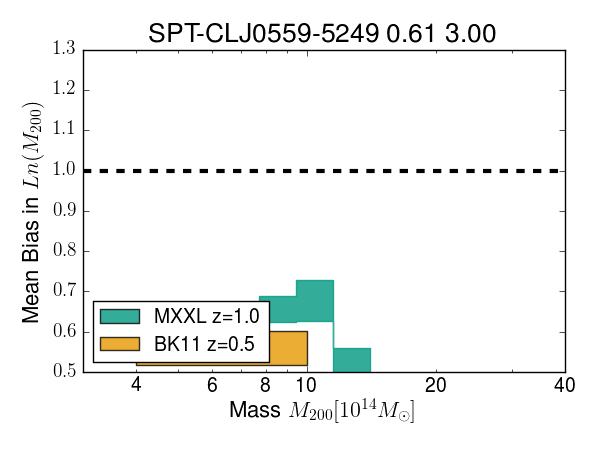 SPT-CLJ0559-5249 0.61 3.00
1.3
1.2
1.1
1.0
0.9
0.8
0.7
0.6
0.5
Mean Bias in Ln(M₂₀₀)
MXXL z=1.0
BK11 z=0.5
4 6 8 10 20 40
Mass M₂₀₀[10¹⁴M☉]